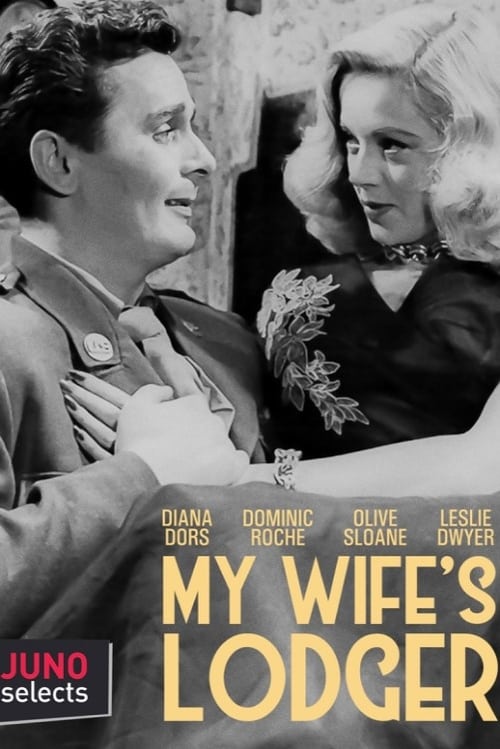 DIANA DORS
DOMINIC ROCHE
OLIVE SLOANE
LESLIE DWYER
MY WIFE'S
LODGER
JUNO
selects